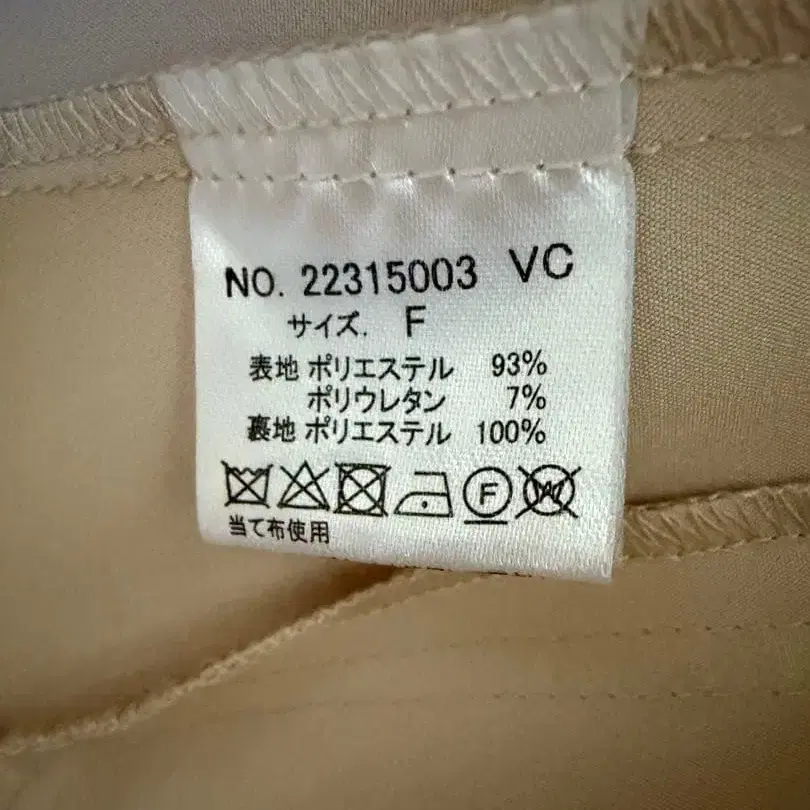 NO. 22315003 VC
サイズ. F
表地 ポリエステル 93%
ポリウレタン 7%
裏地 ポリエステル 100%
F W
当て布使用